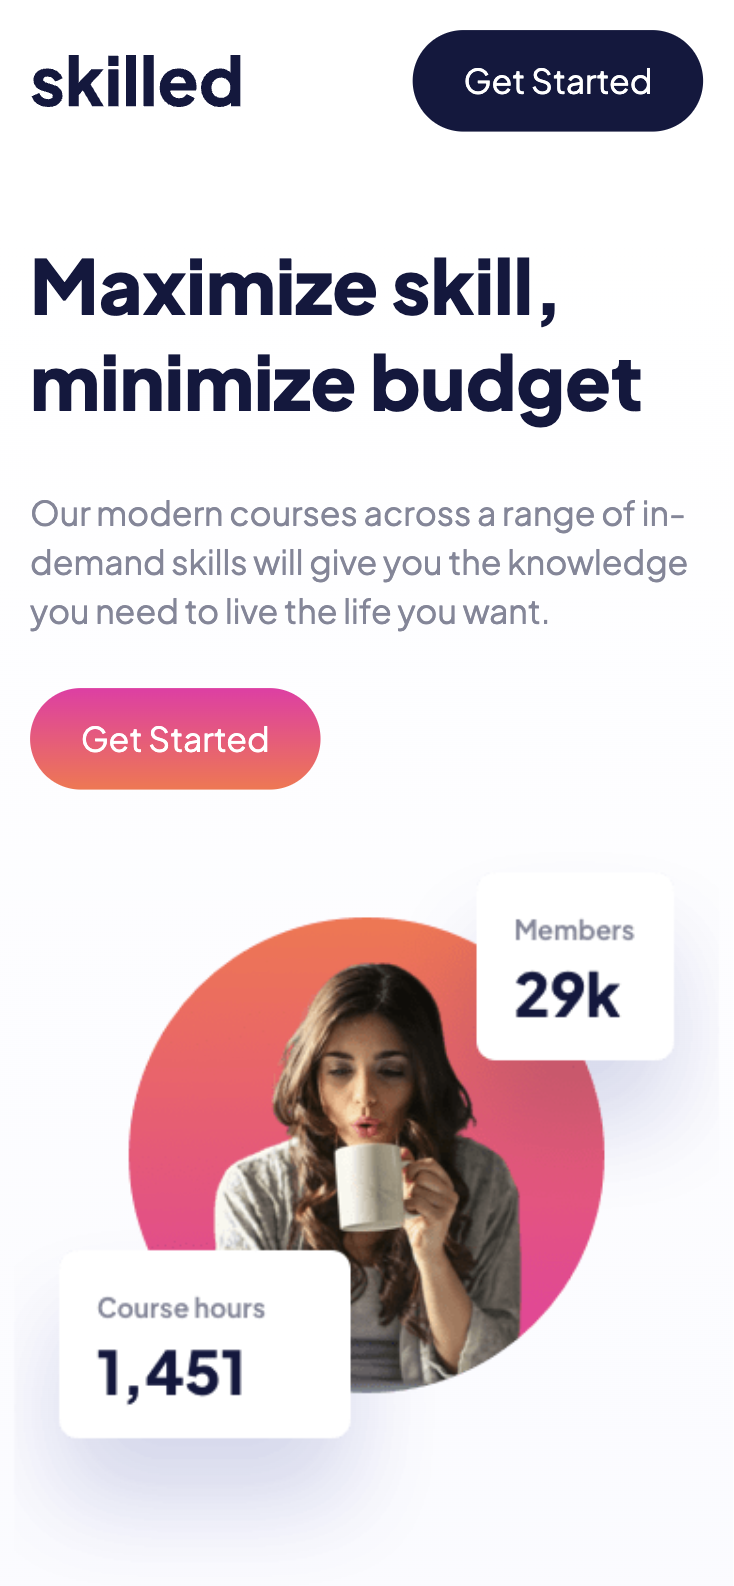 skilled
Get Started
Maximize skill,
minimize budget
Our modern courses across a range of in-
demand skills will give you the knowledge
you need to live the life you want.
Get Started
Members
29k
Course hours
1,451